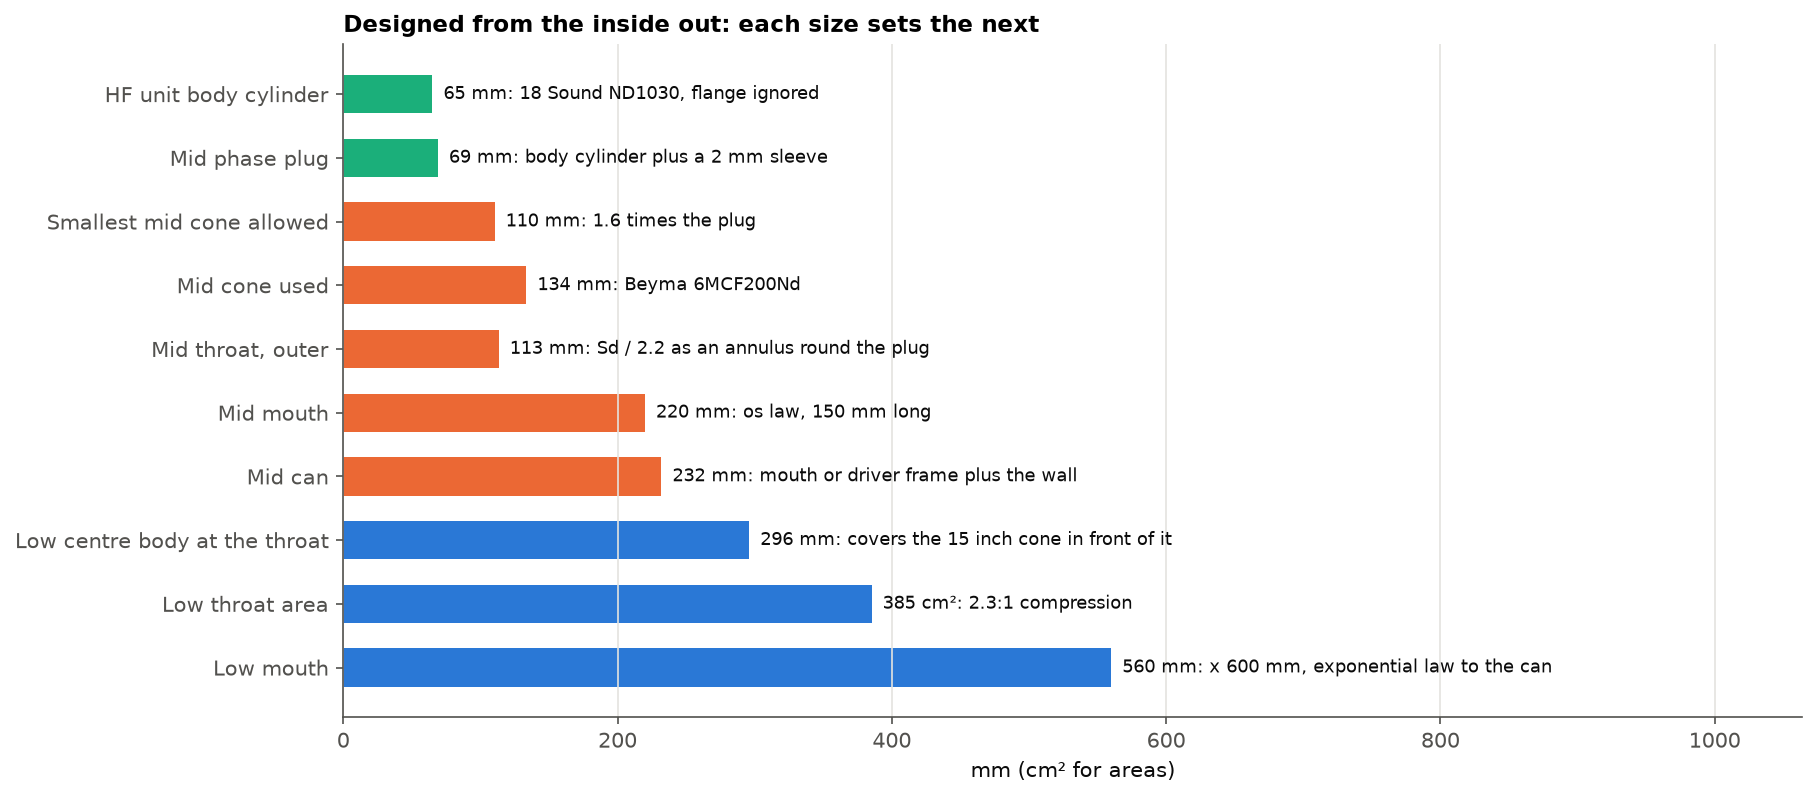 Designed from the inside out: each size sets the next
HF unit body cylinder
65 mm: 18 Sound ND1030, flange ignored
Mid phase plug
69 mm: body cylinder plus a 2 mm sleeve
Smallest mid cone allowed
110 mm: 1.6 times the plug
Mid cone used
134 mm: Beyma 6MCF200Nd
Mid throat, outer
113 mm: Sd / 2.2 as an annulus round the plug
Mid mouth
220 mm: os law, 150 mm long
Mid can
232 mm: mouth or driver frame plus the wall
Low centre body at the throat
296 mm: covers the 15 inch cone in front of it
Low throat area
385 cm²: 2.3:1 compression
Low mouth
560 mm: x 600 mm, exponential law to the can
0 200 400 600 800 1000
mm (cm² for areas)